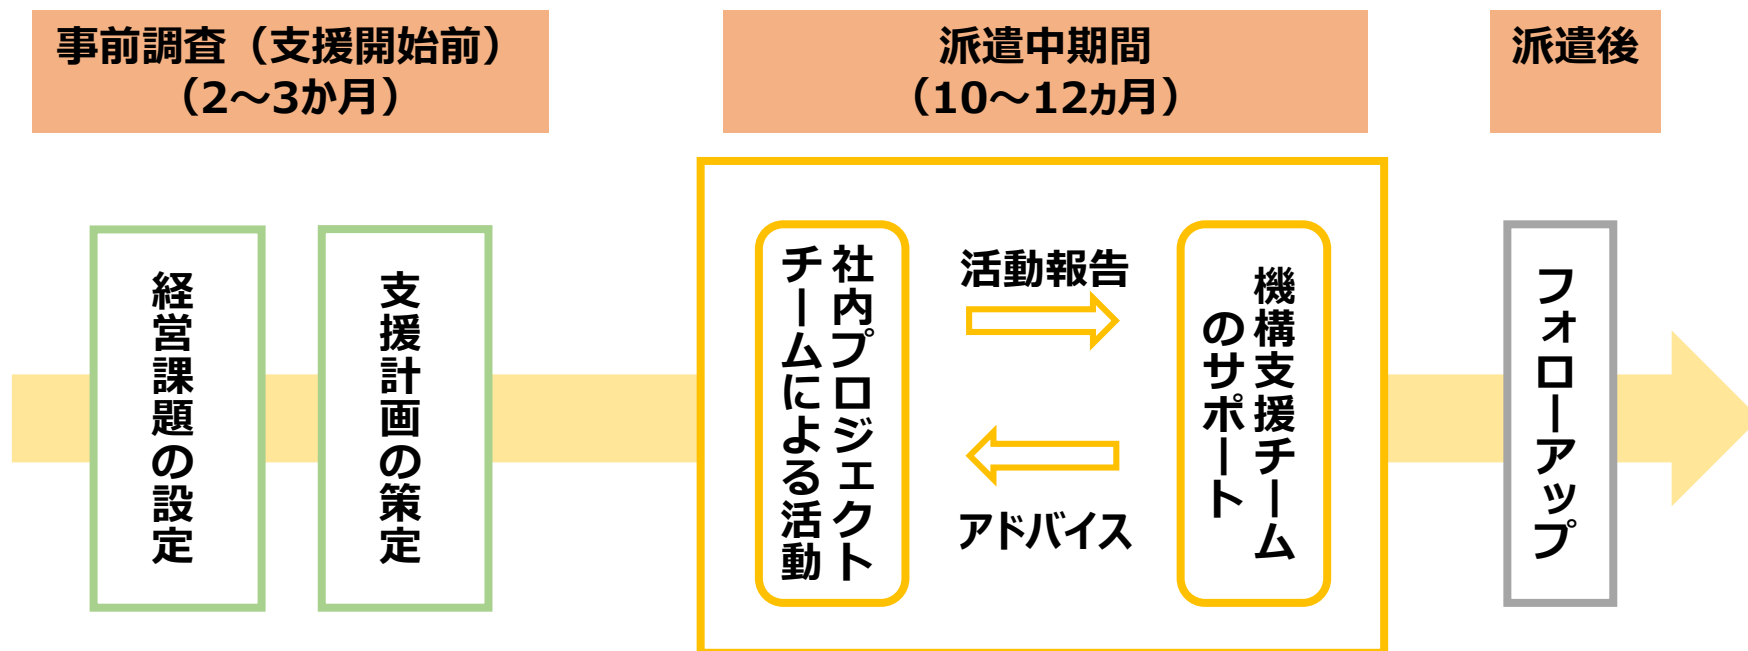 事前調査（支援開始前）
（2～3か月）
派遣中期間
（10～12ヵ月）
派遣後
経営課題の設定
支援計画の策定
社内プロジェクト
チームによる活動
活動報告
アドバイス
機構支援チーム
のサポート
フォローアップ